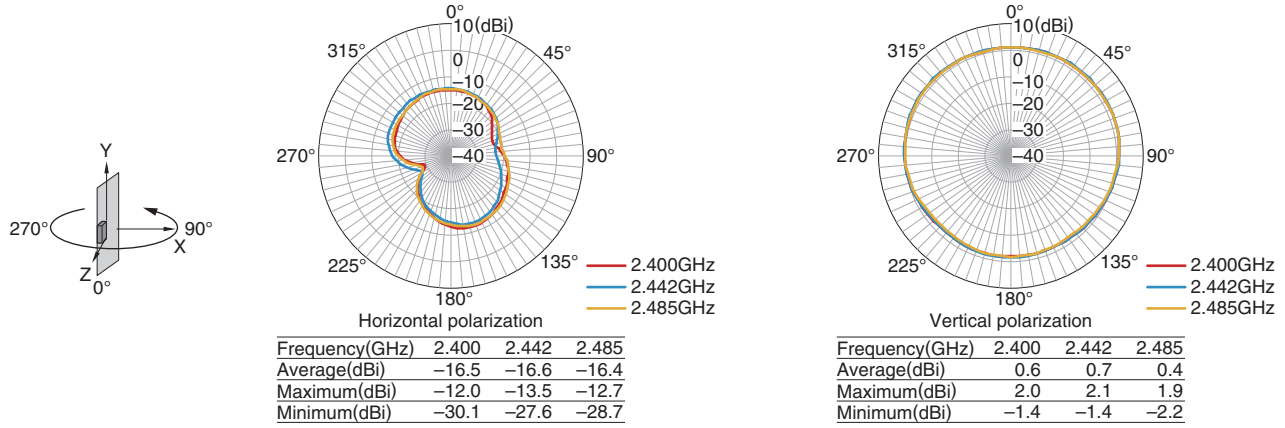 Y
270°
90°
X
Z
0°
0°
10(dBi)
315°
45°
0
–10
–20
–30
270°
–40
90°
225°
135°
180°
2.400GHz
2.442GHz
2.485GHz
Horizontal polarization
Frequency(GHz) 2.400 2.442 2.485
Average(dBi) –16.5 –16.6 –16.4
Maximum(dBi) –12.0 –13.5 –12.7
Minimum(dBi) –30.1 –27.6 –28.7
0°
10(dBi)
315°
45°
0
–10
–20
–30
270°
–40
90°
225°
135°
180°
2.400GHz
2.442GHz
2.485GHz
Vertical polarization
Frequency(GHz) 2.400 2.442 2.485
Average(dBi) 0.6 0.7 0.4
Maximum(dBi) 2.0 2.1 1.9
Minimum(dBi) –1.4 –1.4 –2.2